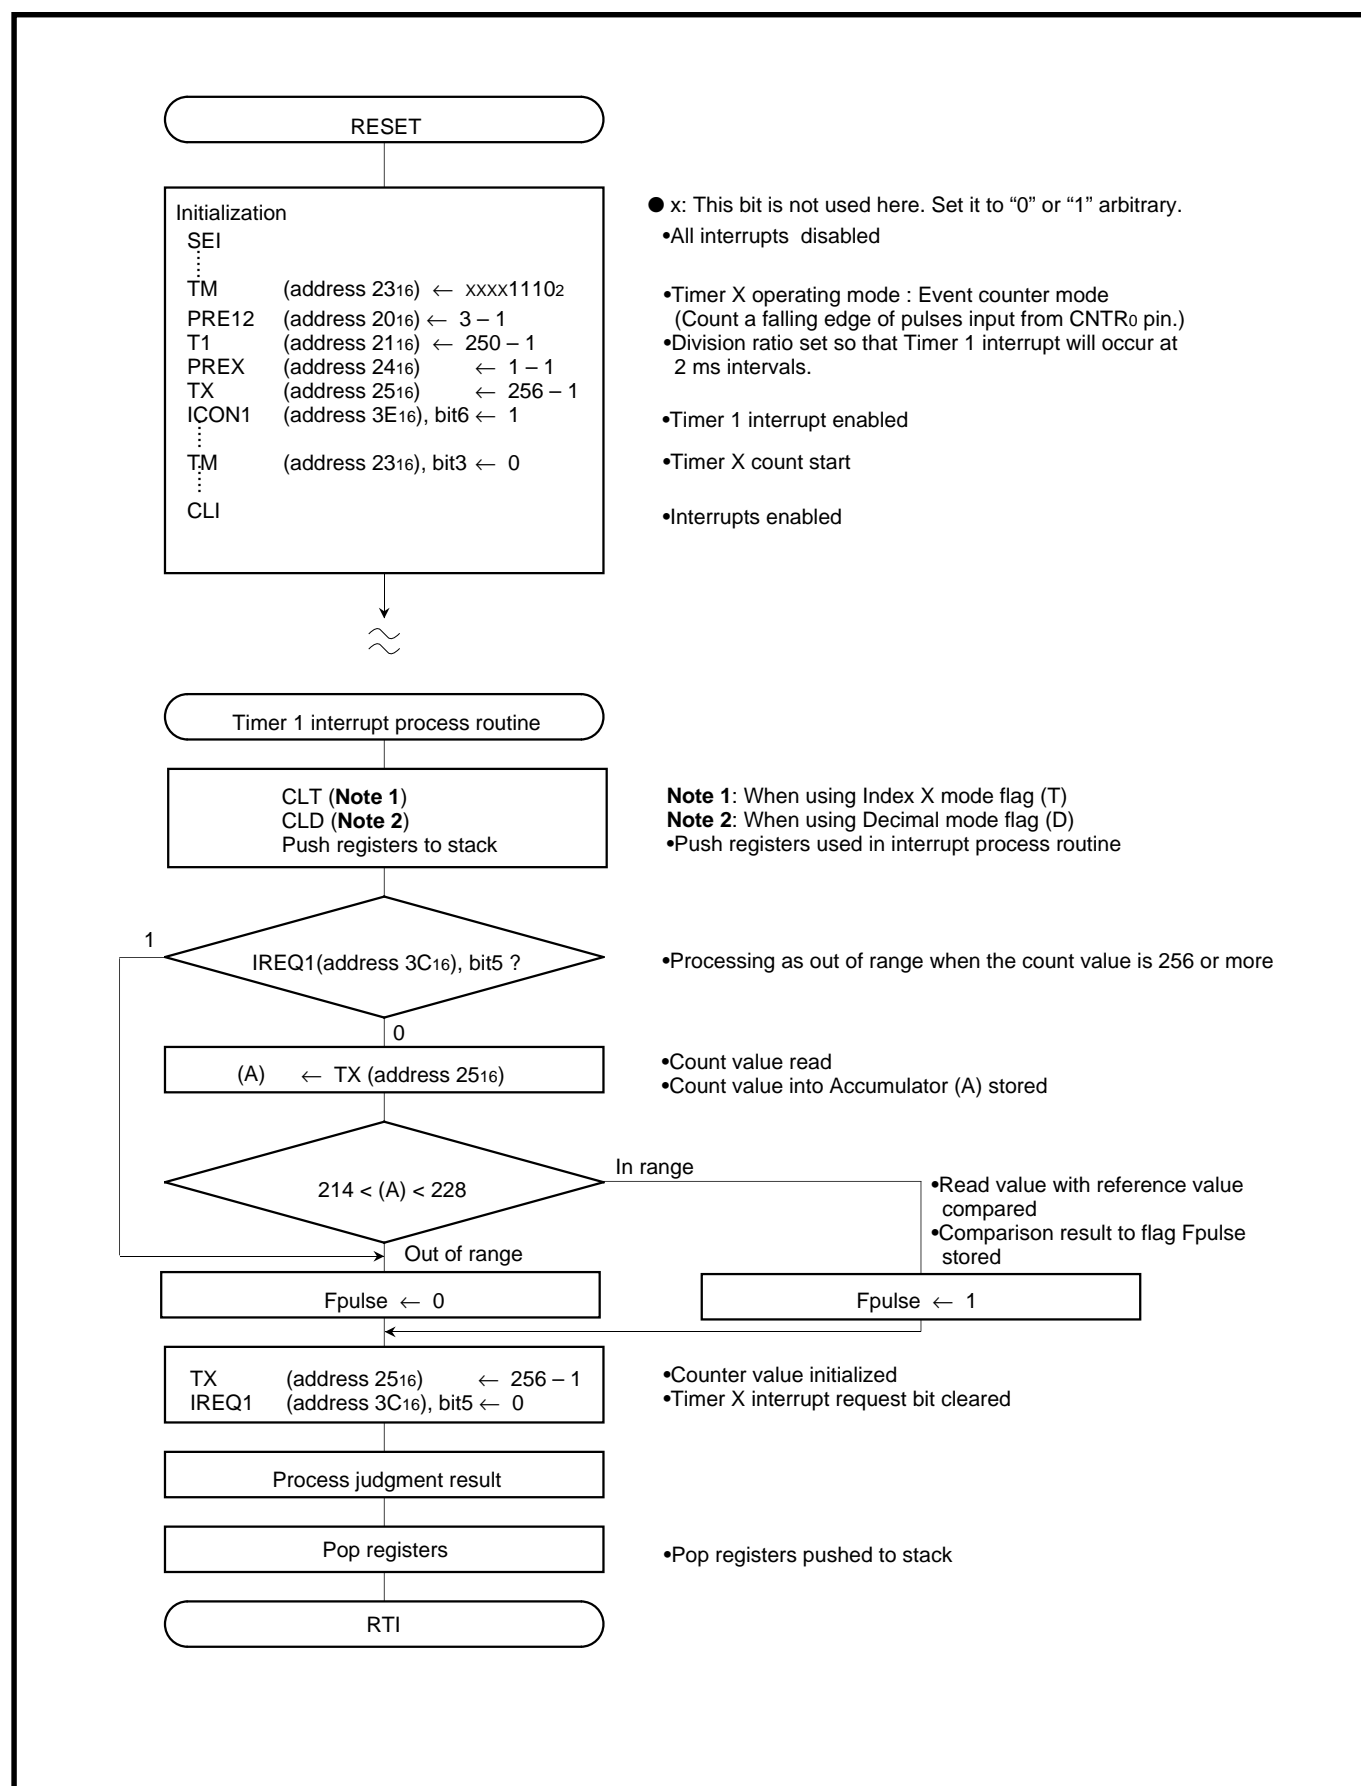 RESET
Initialization
SEI
TM (address 23₁₆) ← xxxx1110₂
PRE12 (address 20₁₆) ← 3 – 1
T1 (address 21₁₆) ← 250 – 1
PREX (address 24₁₆) ← 1 – 1
TX (address 25₁₆) ← 256 – 1
ICON1 (address 3E₁₆), bit6 ← 1
TM (address 23₁₆), bit3 ← 0
CLI
● x: This bit is not used here. Set it to “0” or “1” arbitrary.
•All interrupts disabled
•Timer X operating mode : Event counter mode
(Count a falling edge of pulses input from CNTR₀ pin.)
•Division ratio set so that Timer 1 interrupt will occur at
2 ms intervals.
•Timer 1 interrupt enabled
•Timer X count start
•Interrupts enabled
Timer 1 interrupt process routine
CLT (Note 1)
CLD (Note 2)
Push registers to stack
Note 1: When using Index X mode flag (T)
Note 2: When using Decimal mode flag (D)
•Push registers used in interrupt process routine
1
IREQ1(address 3C₁₆), bit5 ?
•Processing as out of range when the count value is 256 or more
0
(A) ← TX (address 25₁₆)
•Count value read
•Count value into Accumulator (A) stored
214 < (A) < 228
In range
•Read value with reference value
compared
•Comparison result to flag Fpulse
stored
Out of range
Fpulse ← 0
Fpulse ← 1
TX (address 25₁₆) ← 256 – 1
IREQ1 (address 3C₁₆), bit5 ← 0
•Counter value initialized
•Timer X interrupt request bit cleared
Process judgment result
Pop registers
•Pop registers pushed to stack
RTI